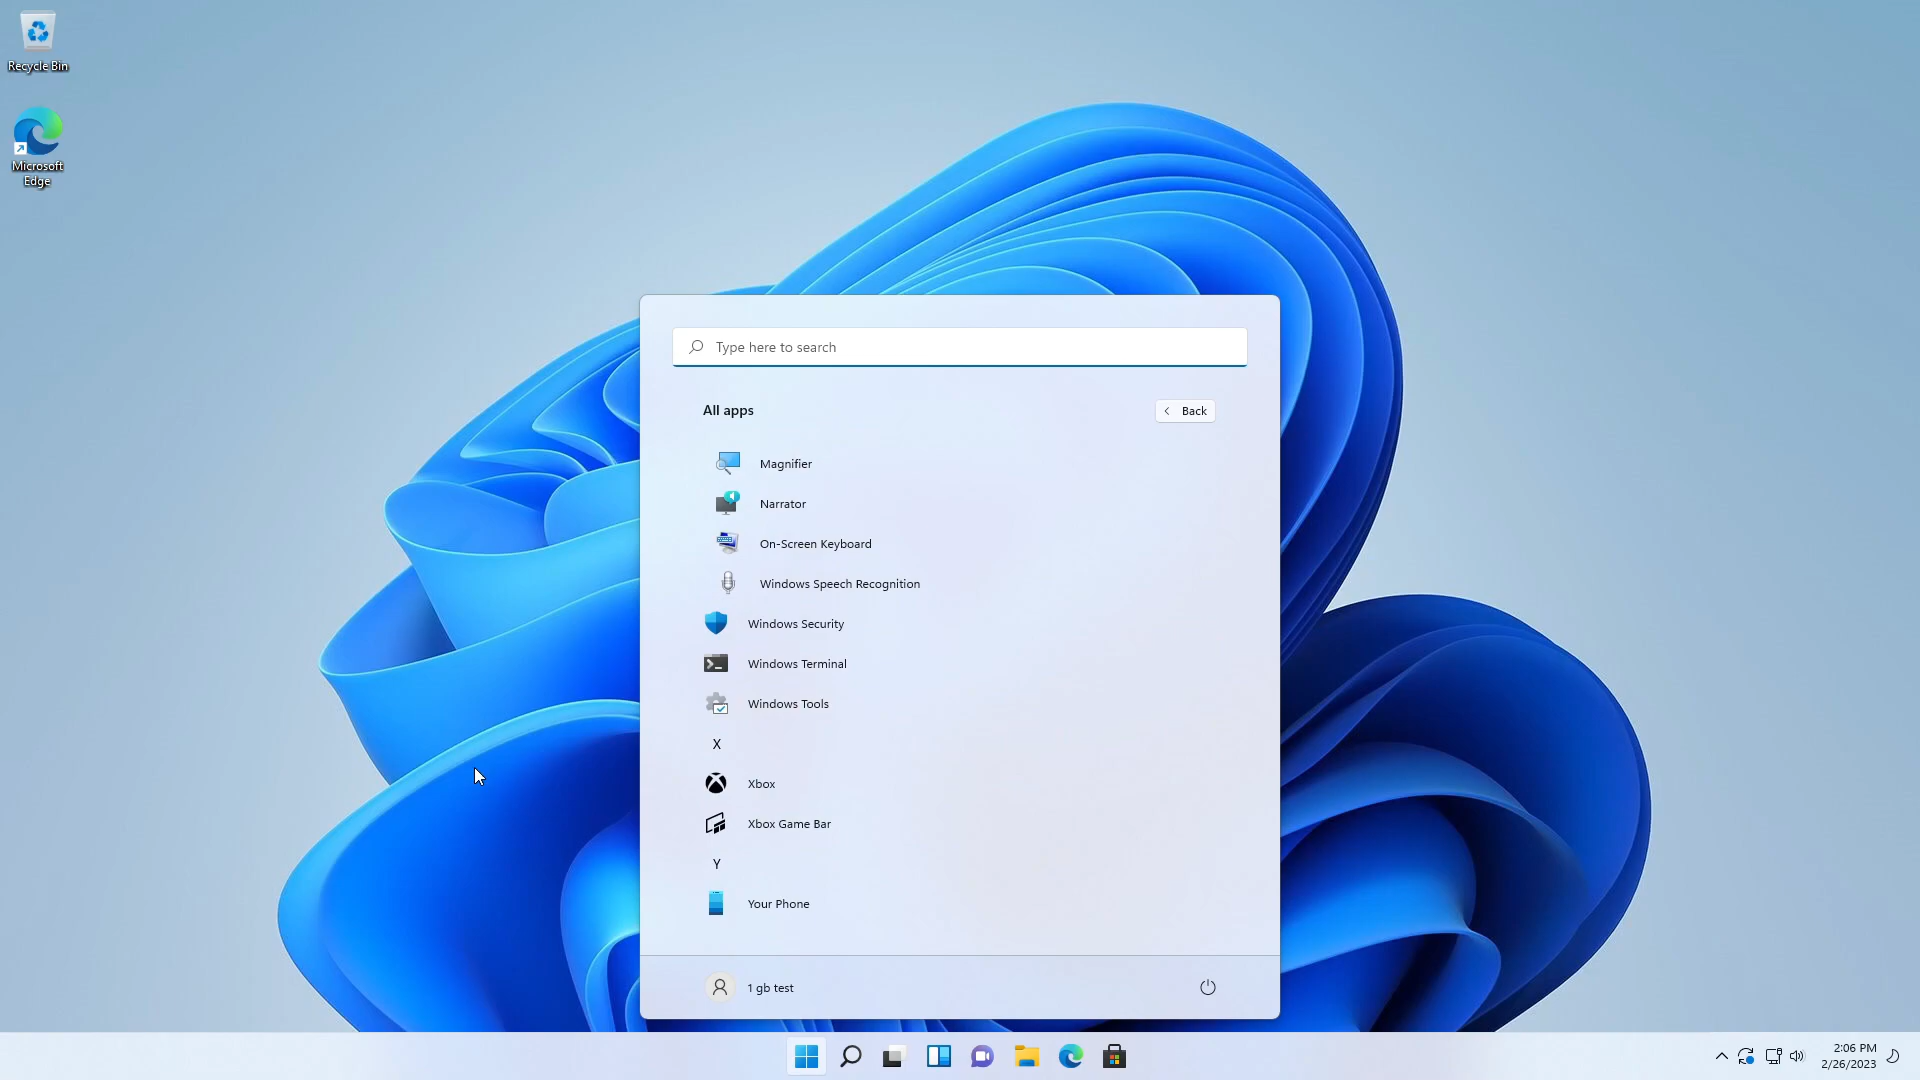 Recycle Bin
Microsoft
Edge
Type here to search
All apps
Back
Magnifier
Narrator
On-Screen Keyboard
Windows Speech Recognition
Windows Security
Windows Terminal
Windows Tools
X
Xbox
Xbox Game Bar
Y
Your Phone
1 gb test
2:06 PM
2/26/2023